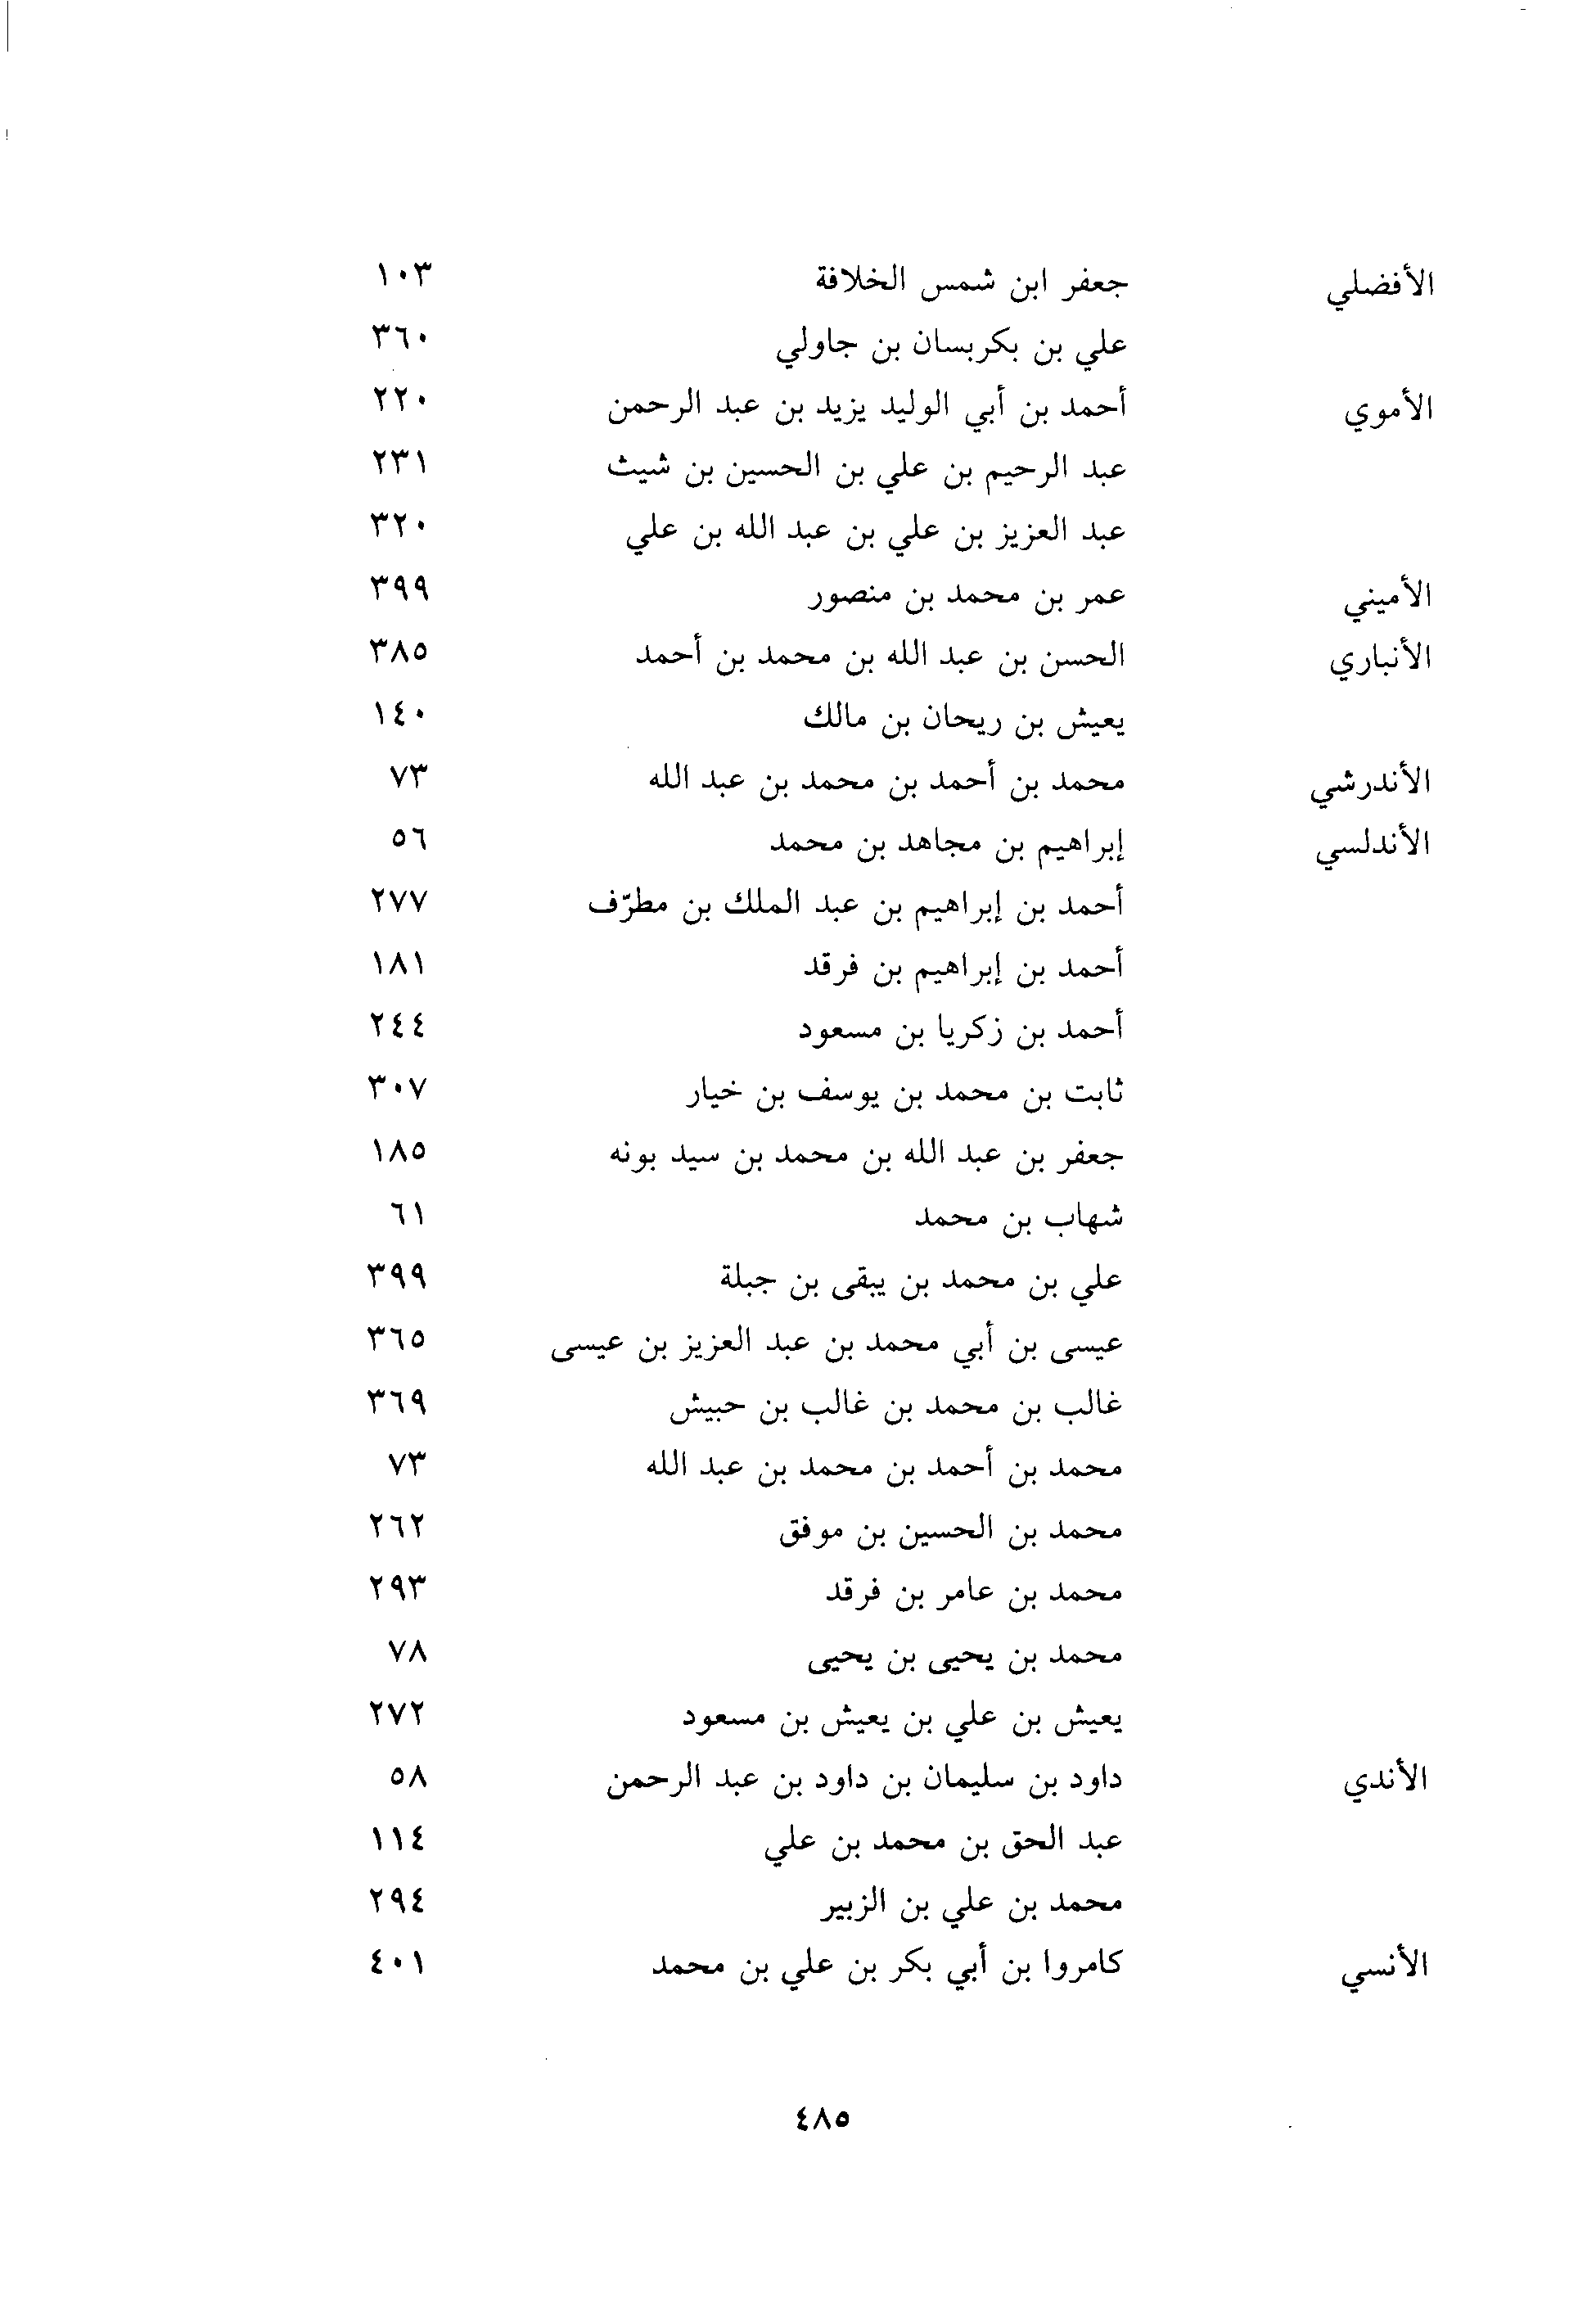 الأفضلي جعفر ابن شمس الخلافة ١٠٣
علي بن بكربسان بن جاولي ٣٦٠
الأموي أحمد بن أبي الوليد يزيد بن عبد الرحمن ٢٢٠
عبد الرحيم بن علي بن الحسين بن شيث ٢٣١
عبد العزيز بن علي بن عبد الله بن علي ٣٢٠
الأميني عمر بن محمد بن منصور ٣٩٩
الأنباري الحسن بن عبد الله بن محمد بن أحمد ٣٨٥
يعيش بن ريحان بن مالك ١٤٠
الأندرشي محمد بن أحمد بن محمد بن عبد الله ٧٣
الأندلسي إبراهيم بن مجاهد بن محمد ٥٦
أحمد بن إبراهيم بن عبد الملك بن مطرّف ٢٧٧
أحمد بن إبراهيم بن فرقد ١٨١
أحمد بن زكريا بن مسعود ٢٤٤
ثابت بن محمد بن يوسف بن خيار ٣٠٧
جعفر بن عبد الله بن محمد بن سيد بونه ١٨٥
شهاب بن محمد ٦١
علي بن محمد بن يبقى بن جبلة ٣٩٩
عيسى بن أبي محمد بن عبد العزيز بن عيسى ٣٦٥
غالب بن محمد بن غالب بن حبيش ٣٦٩
محمد بن أحمد بن محمد بن عبد الله ٧٣
محمد بن الحسين بن موفق ٢٦٢
محمد بن عامر بن فرقد ٢٩٣
محمد بن يحيى بن يحيى ٧٨
يعيش بن علي بن يعيش بن مسعود ٢٧٢
الأندي داود بن سليمان بن داود بن عبد الرحمن ٥٨
عبد الحق بن محمد بن علي ١١٤
محمد بن علي بن الزبير ٢٩٤
الأنسي كامروا بن أبي بكر بن علي بن محمد ٤٠١
٤٨٥